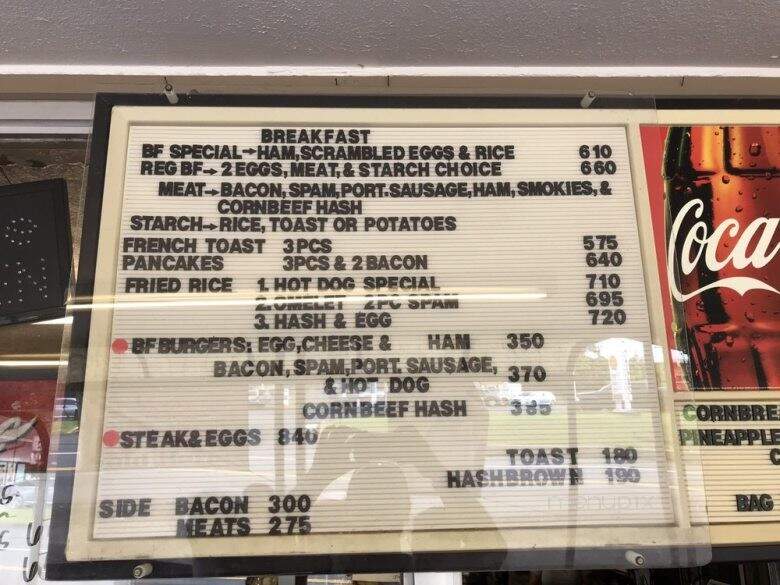 BREAKFAST
BF SPECIAL→HAM, SCRAMBLED EGGS & RICE 610
REG BF→2 EGGS, MEAT, & STARCH CHOICE 660
MEAT→BACON, SPAM, PORT. SAUSAGE, HAM, SMOKIES, &
CORNBEEF HASH
STARCH→RICE, TOAST OR POTATOES
FRENCH TOAST 3PCS 575
PANCAKES 3PCS & 2 BACON 640
FRIED RICE 1. HOT DOG SPECIAL 710
2. OMELET 2PC SPAM 695
3. HASH & EGG 720
BF BURGERS: EGG, CHEESE & HAM 350
BACON, SPAM, PORT. SAUSAGE, 370
& HOT DOG
CORNBEEF HASH 385
STEAK & EGGS 840
TOAST 180
HASHBROWN 190
SIDE BACON 300
MEATS 275
Coca
CORNBRE
PINEAPPLE
C
BAG